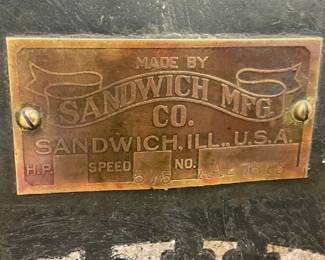 MADE BY
SANDWICH MFG.
CO.
SANDWICH, ILL., U.S.A.
H.P. SPEED NO.